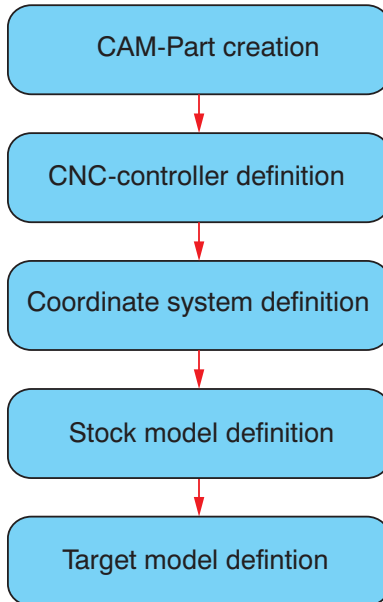 CAM-Part creation
CNC-controller definition
Coordinate system definition
Stock model definition
Target model defintion